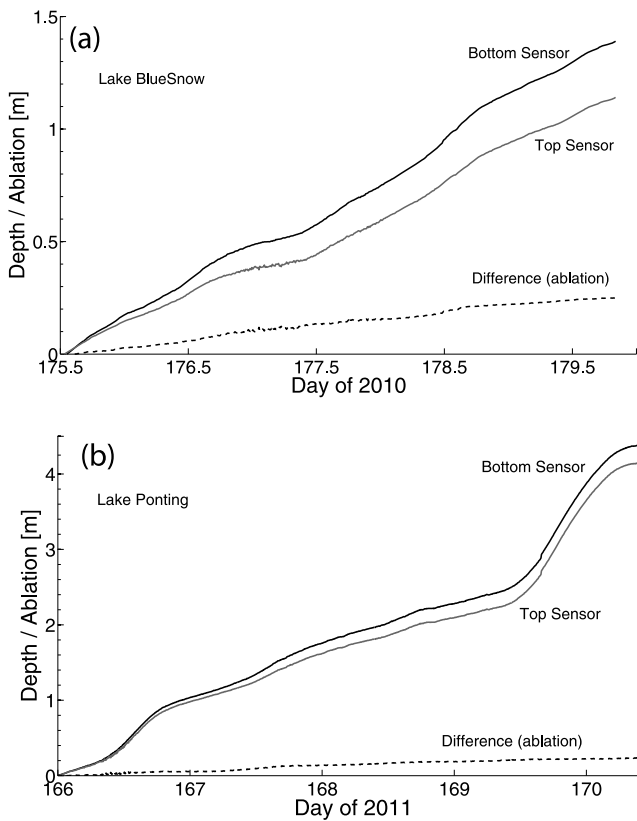 (a)
Lake BlueSnow
Bottom Sensor
Top Sensor
Difference (ablation)
Depth / Ablation [m]
1.5
1
0.5
0
175.5 176.5 177.5 178.5 179.5
Day of 2010
(b)
Lake Ponting
Bottom Sensor
Top Sensor
Difference (ablation)
Depth / Ablation [m]
4
3
2
1
0
166 167 168 169 170
Day of 2011